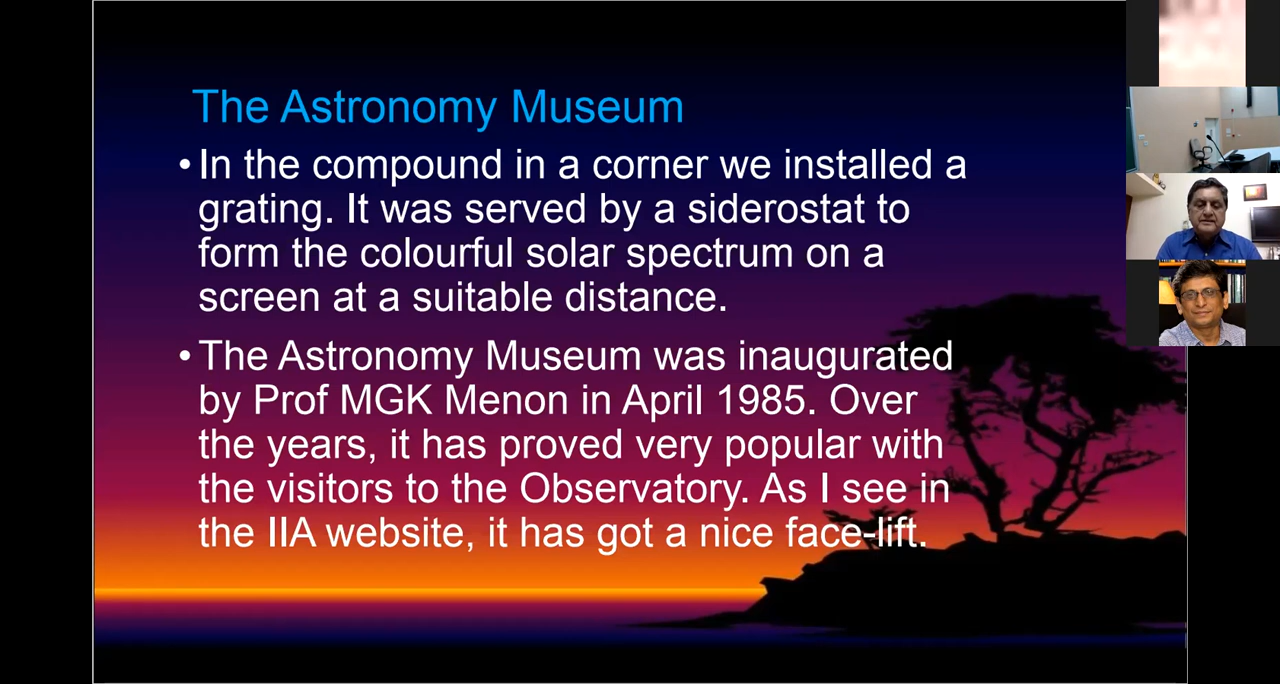 The Astronomy Museum
• In the compound in a corner we installed a
grating. It was served by a siderostat to
form the colourful solar spectrum on a
screen at a suitable distance.
• The Astronomy Museum was inaugurated
by Prof MGK Menon in April 1985. Over
the years, it has proved very popular with
the visitors to the Observatory. As I see in
the IIA website, it has got a nice face-lift.